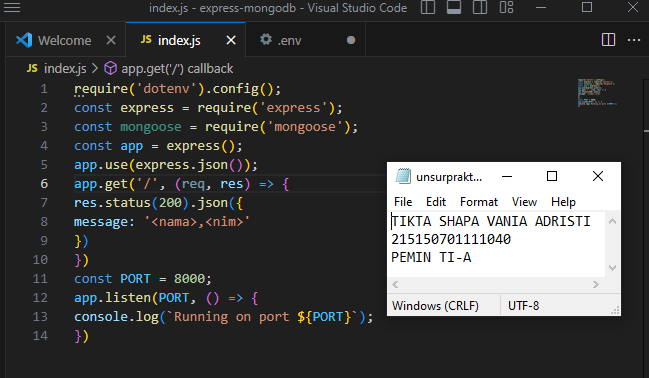 index.js - express-mongodb - Visual Studio Code
Welcome
JS index.js
.env
JS index.js > app.get('/') callback
1 require('dotenv').config();
2 const express = require('express');
3 const mongoose = require('mongoose');
4 const app = express();
5 app.use(express.json());
6 app.get('/', (req, res) => {
7 res.status(200).json({
8 message: '<nama>,<nim>'
9 })
10 })
11 const PORT = 8000;
12 app.listen(PORT, () => {
13 console.log(`Running on port ${PORT}`);
14 })
unsurprakt...
File Edit Format View Help
TIKTA SHAPA VANIA ADRISTI
215150701111040
PEMIN TI-A
Windows (CRLF) UTF-8